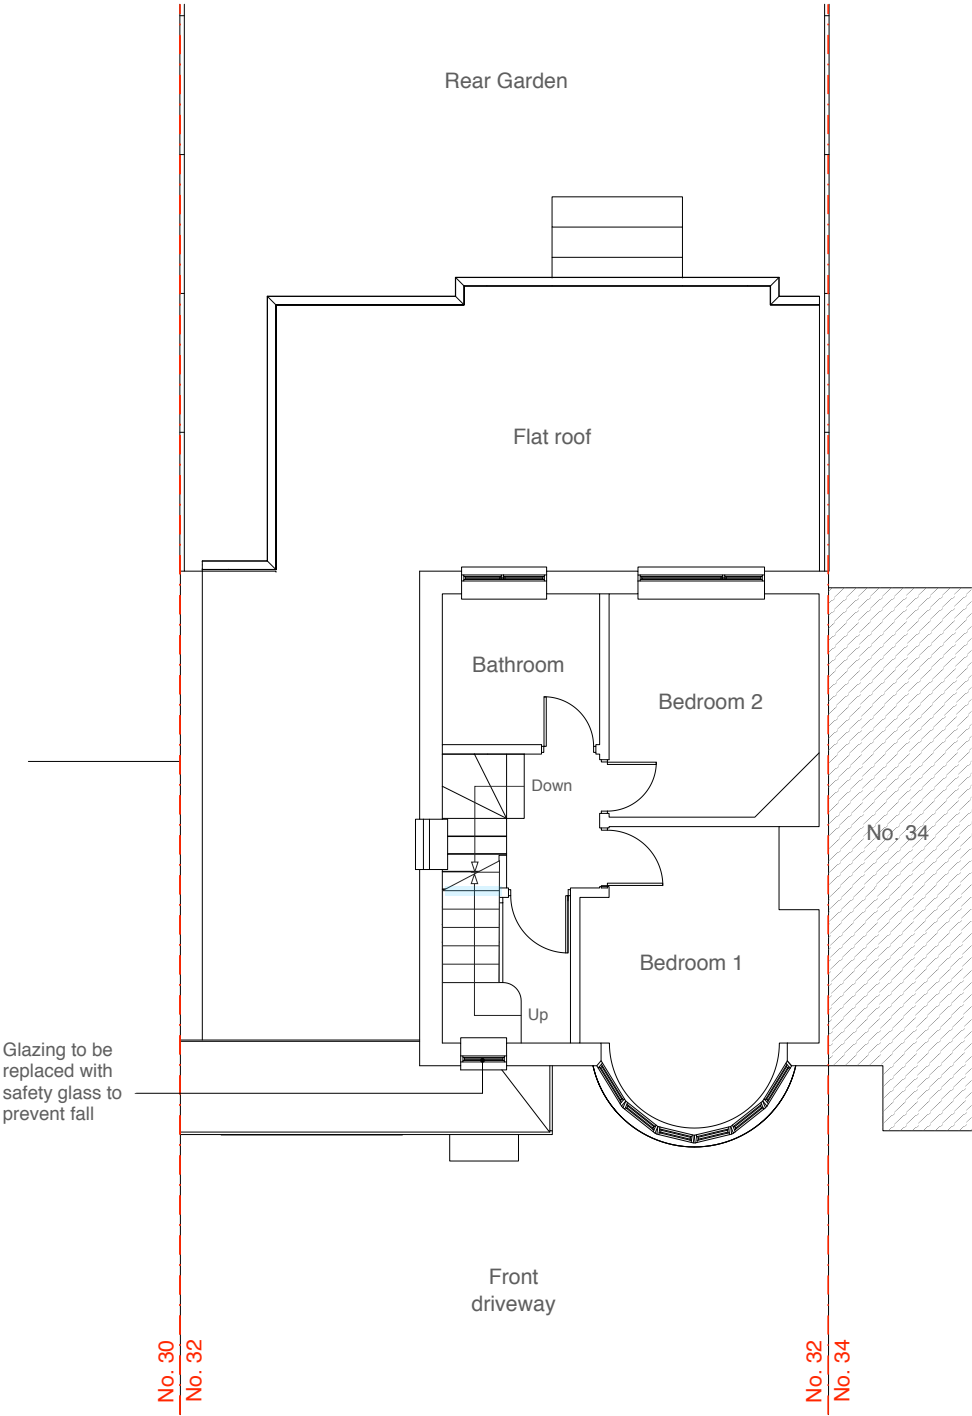 Rear Garden
Flat roof
Bathroom
Bedroom 2
Down
No. 34
Bedroom 1
Up
Glazing to be
replaced with
safety glass to
prevent fall
Front
driveway
No. 30
No. 32
No. 32
No. 34